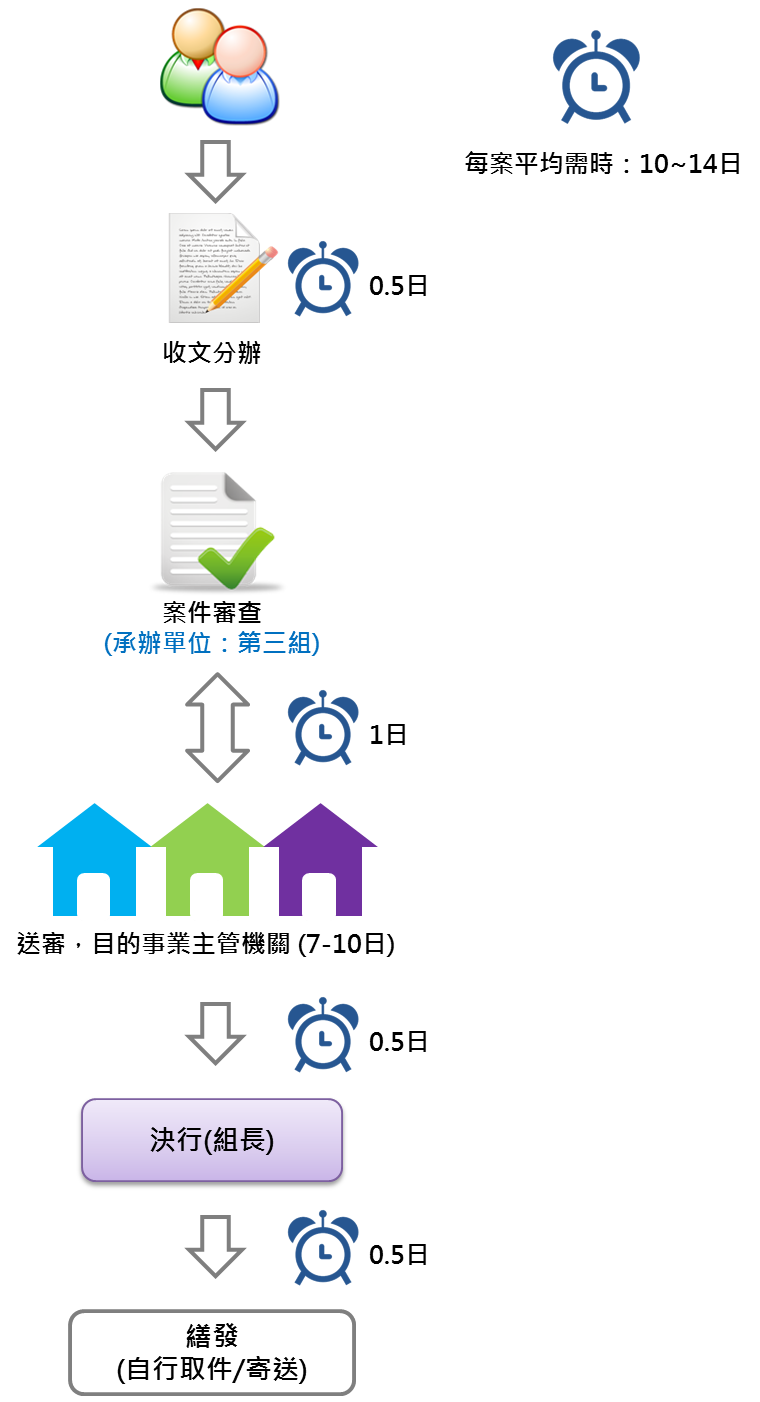 每案平均需時：10~14日
0.5日
收文分辦
案件審查
(承辦單位：第三組)
1日
送審，目的事業主管機關 (7-10日)
0.5日
決行(組長)
0.5日
繕發
(自行取件/寄送)